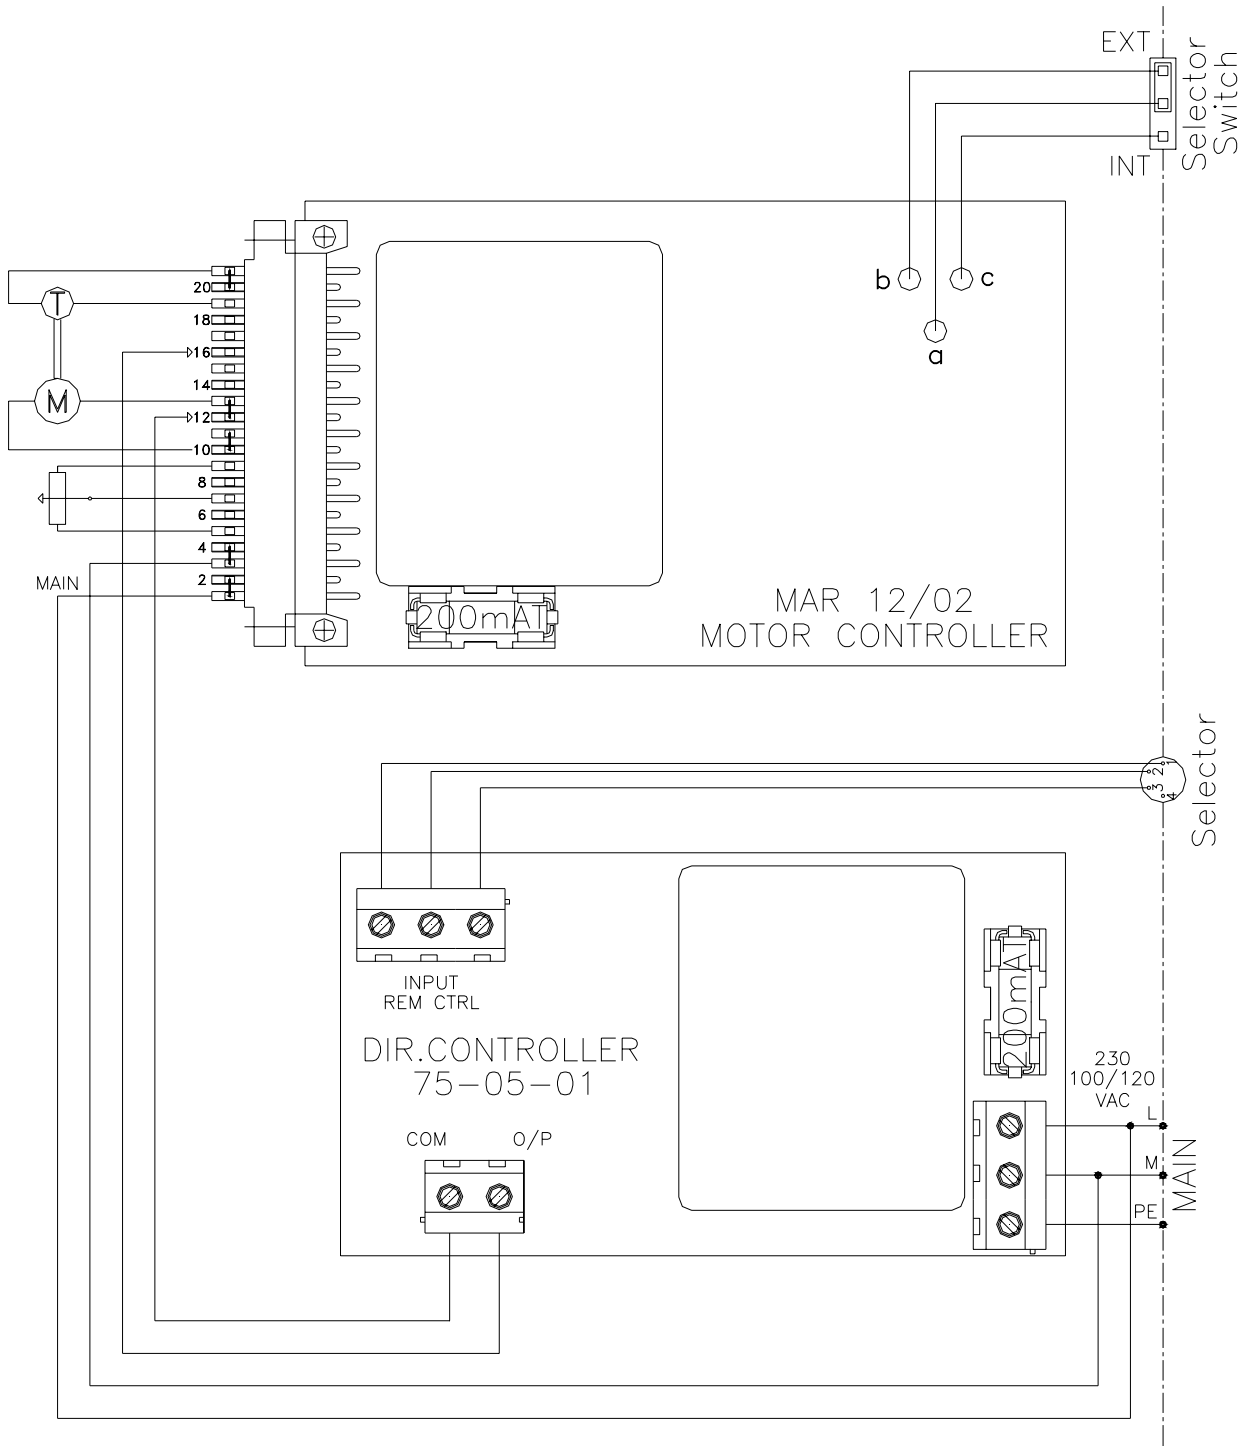 EXT
Selector
Switch
INT
20
18
16
14
12
10
8
6
4
2
T
M
MAIN
b
c
a
200mAT
MAR 12/02
MOTOR CONTROLLER
Selector
1
2
3
4
INPUT
REM CTRL
DIR.CONTROLLER
75-05-01
COM
O/P
200mAT
230
100/120
VAC
L
M
PE
MAIN